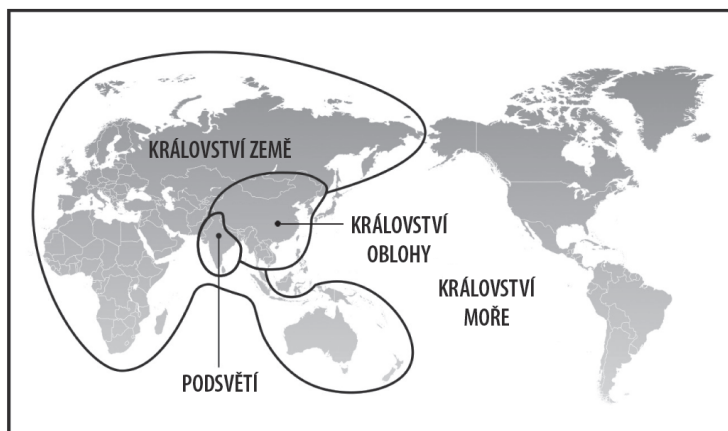 KRÁLOVSTVÍ ZEMĚ
KRÁLOVSTVÍ
OBLOHY
KRÁLOVSTVÍ
MOŘE
PODSVĚTÍ